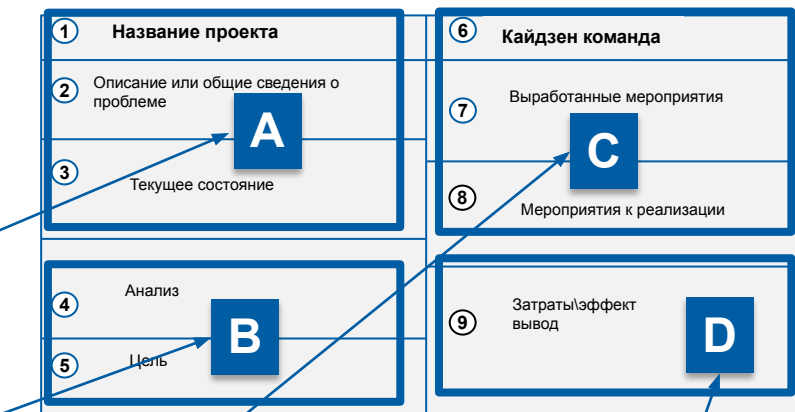 1
Название проекта
2
Описание или общие сведения о
проблеме
A
3
Текущее состояние
4
Анализ
B
5
Цель
6
Кайдзен команда
7
Выработанные мероприятия
C
8
Мероприятия к реализации
9
Затраты\эффект
вывод
D